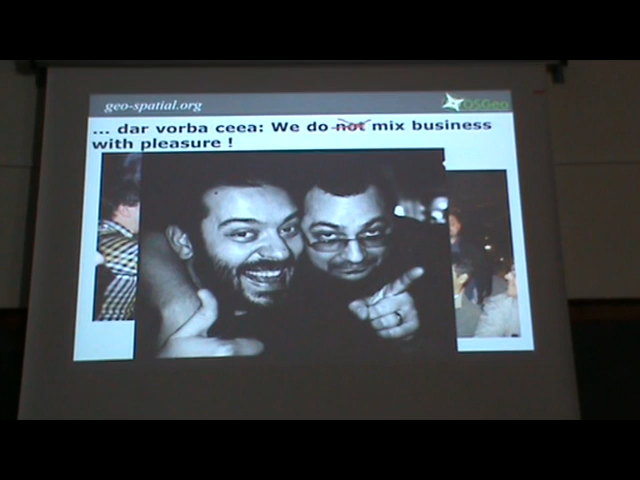 geo-spatial.org
OSGeo
... dar vorba ceea: We do not mix business
with pleasure !